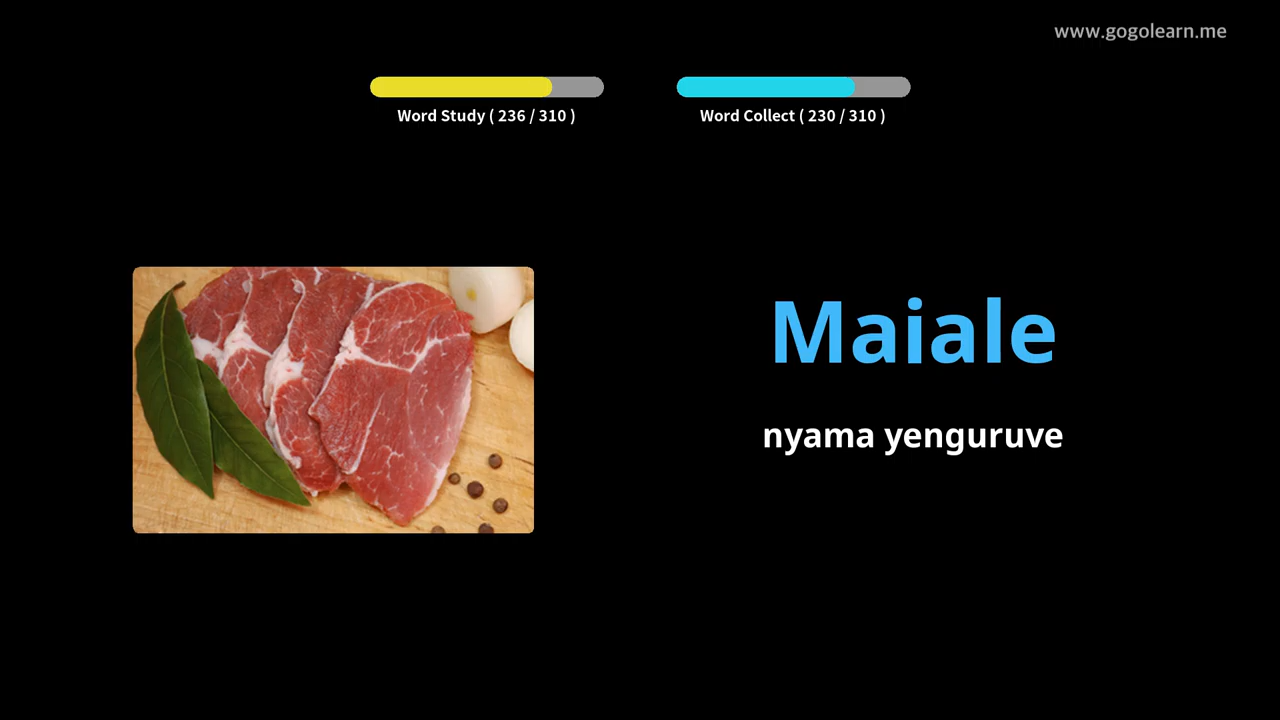 www.gogolearn.me
Word Study ( 236 / 310 )
Word Collect ( 230 / 310 )
Maiale
nyama yenguruve